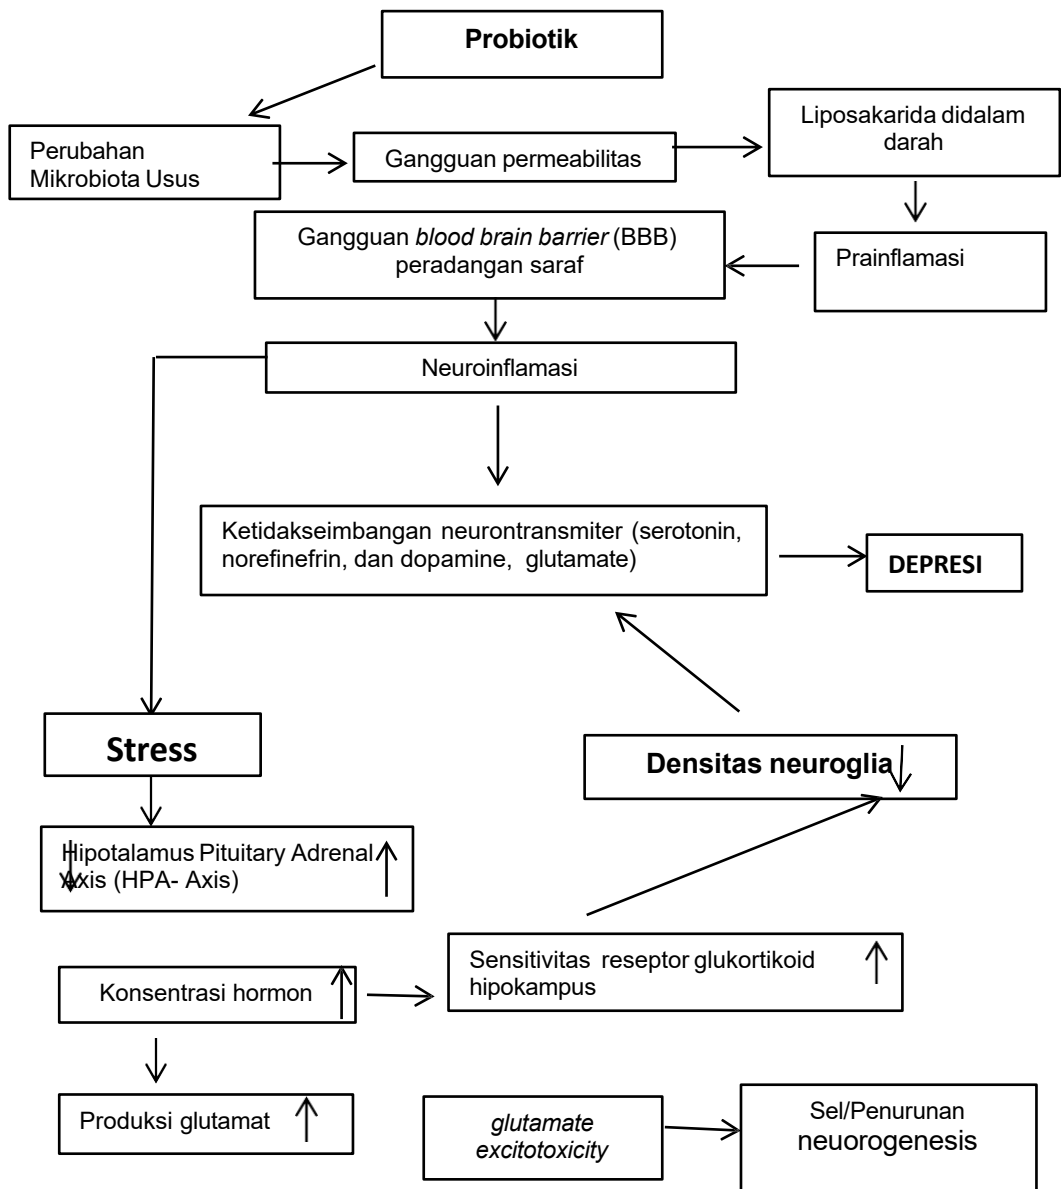 Probiotik
Liposakarida didalam
darah
Perubahan
Mikrobiota Usus
Gangguan permeabilitas
Gangguan blood brain barrier (BBB)
peradangan saraf
Prainflamasi
Neuroinflamasi
Ketidakseimbangan neurontransmiter (serotonin,
norefinefrin, dan dopamine, glutamate)
DEPRESI
Stress
Densitas neuroglia
Hipotalamus Pituitary Adrenal
Axis (HPA- Axis)
Sensitivitas reseptor glukortikoid
hipokampus
Konsentrasi hormon
Produksi glutamat
glutamate
excitotoxicity
Sel/Penurunan
neuorogenesis